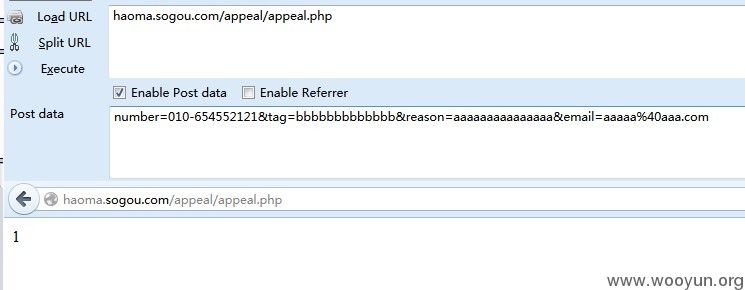 Load URL
haoma.sogou.com/appeal/appeal.php
Split URL
Execute
Enable Post data
Enable Referrer
Post data
number=010-654552121&tag=bbbbbbbbbbbbb&reason=aaaaaaaaaaaaaaa&email=aaaaa%40aaa.com
haoma.sogou.com/appeal/appeal.php
1
www.wooyun.org